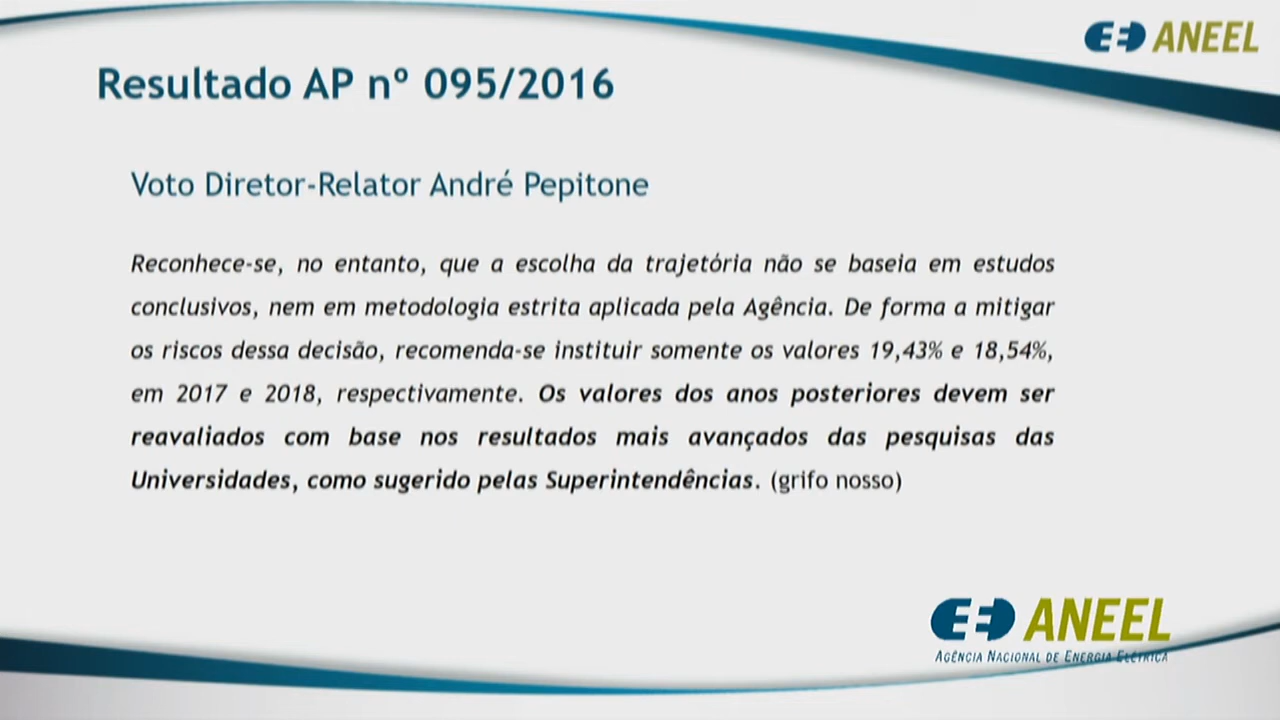 ANEEL
Resultado AP nº 095/2016
Voto Diretor-Relator André Pepitone
Reconhece-se, no entanto, que a escolha da trajetória não se baseia em estudos
conclusivos, nem em metodologia estrita aplicada pela Agência. De forma a mitigar
os riscos dessa decisão, recomenda-se instituir somente os valores 19,43% e 18,54%,
em 2017 e 2018, respectivamente. Os valores dos anos posteriores devem ser
reavaliados com base nos resultados mais avançados das pesquisas das
Universidades, como sugerido pelas Superintendências. (grifo nosso)
ANEEL
AGÊNCIA NACIONAL DE ENERGIA ELÉTRICA